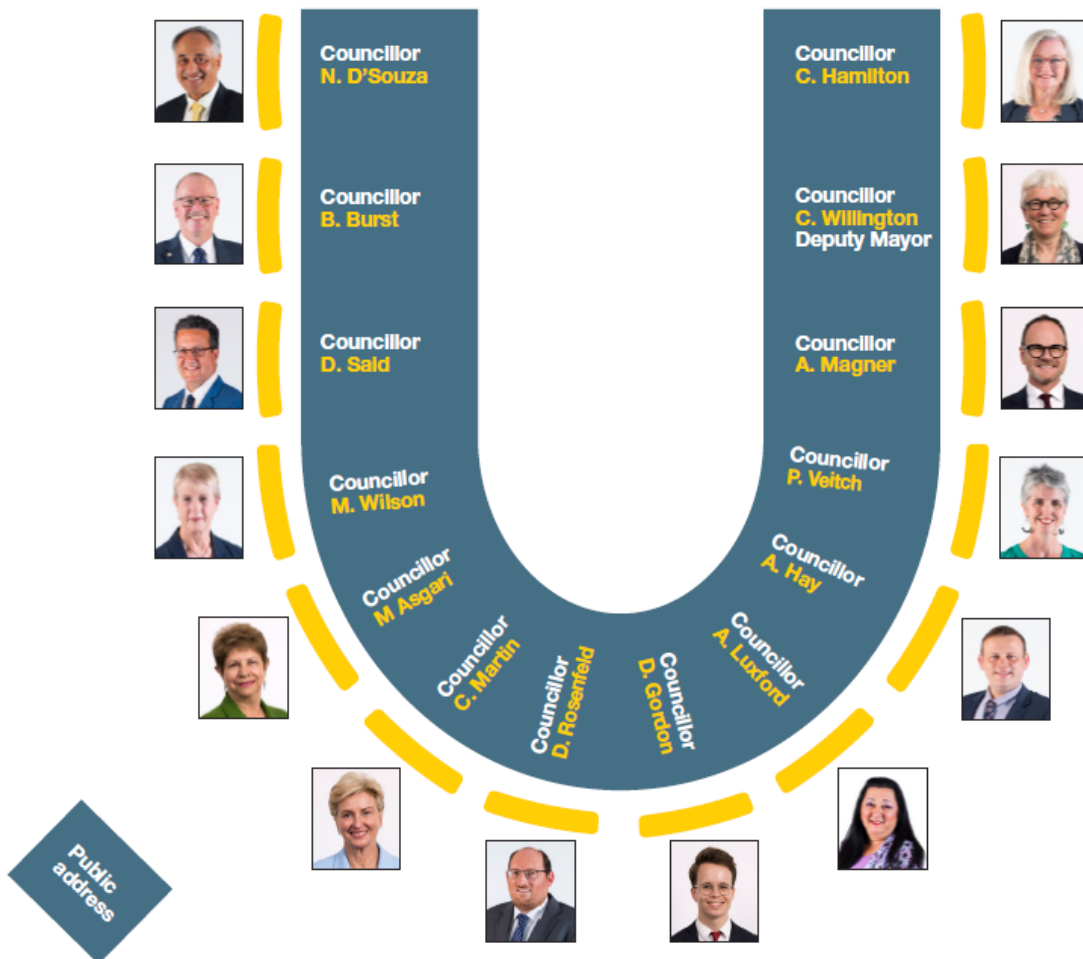 Councillor
N. D'Souza
Councillor
B. Burst
Councillor
D. Said
Councillor
M. Wilson
Councillor
M Asgari
Councillor
C. Martin
Councillor
D. Rosenfeld
Councillor
D. Gordon
Councillor
A. Luxford
Councillor
A. Hay
Councillor
P. Veitch
Councillor
A. Magner
Councillor
C. Willington
Deputy Mayor
Councillor
C. Hamilton
Public
address